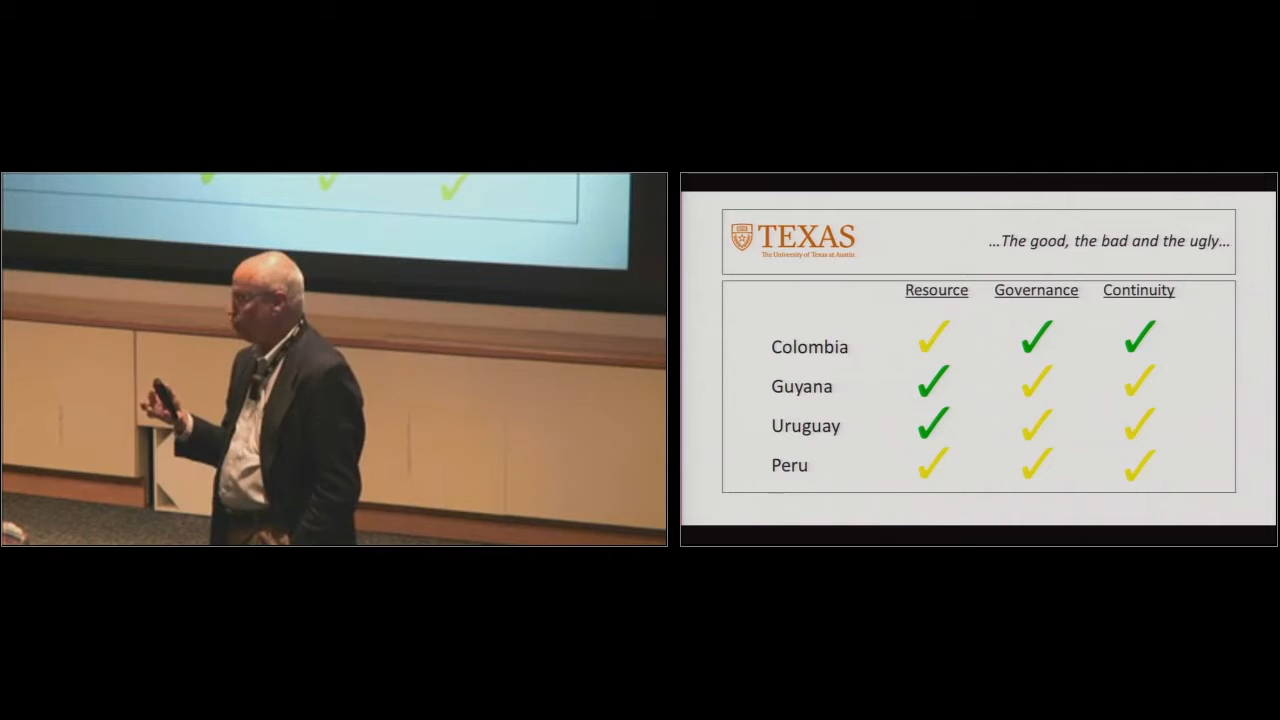 TEXAS
The University of Texas at Austin
...The good, the bad and the ugly...
Resource Governance Continuity
Colombia
Guyana
Uruguay
Peru